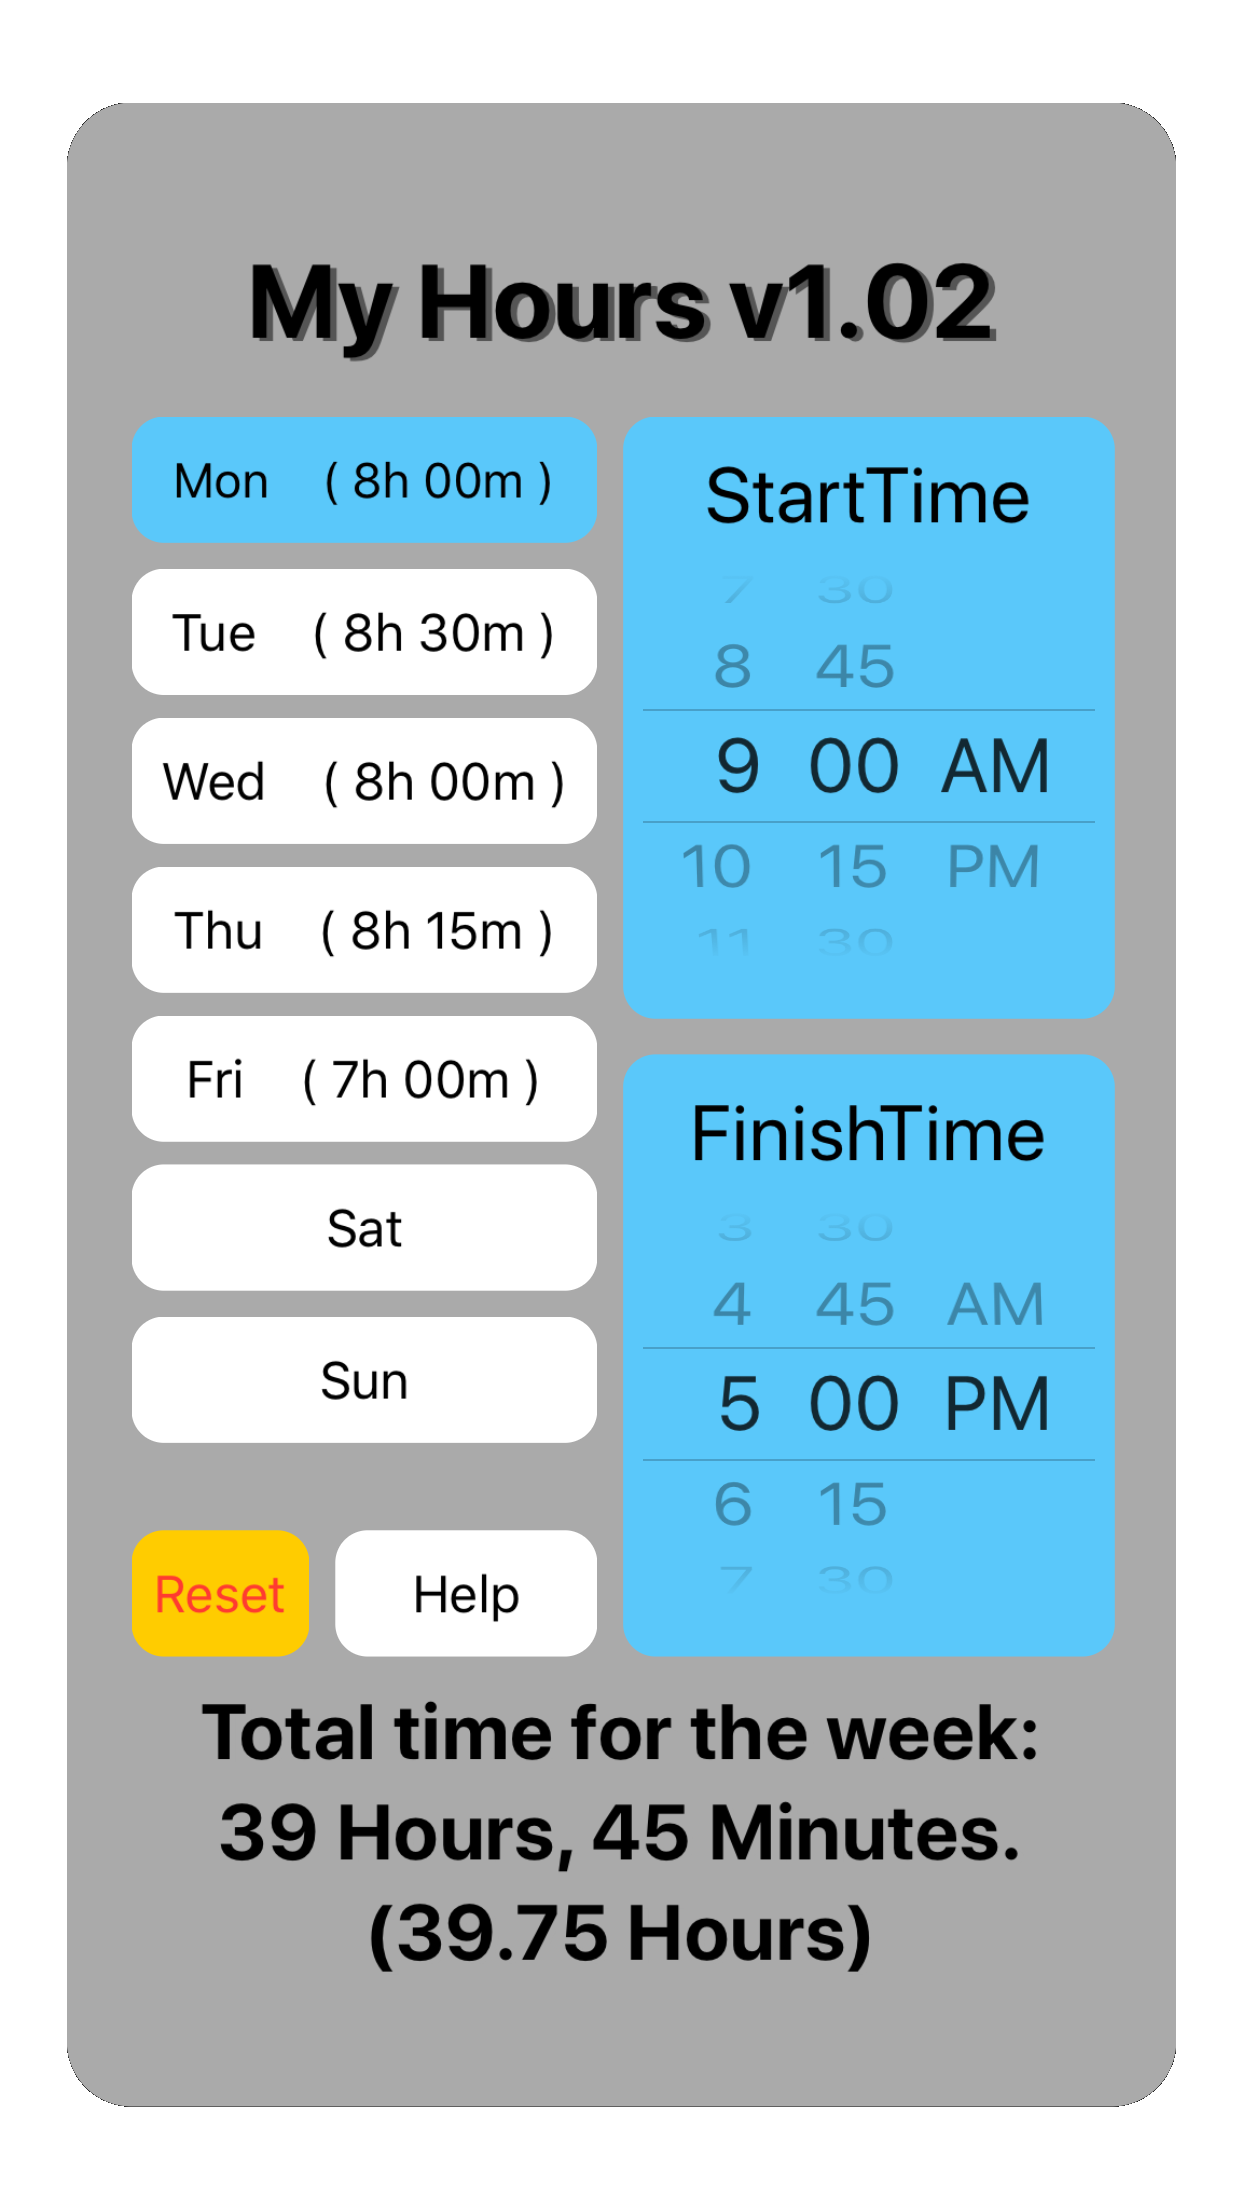 My Hours v1.02
Mon ( 8h 00m )
Tue ( 8h 30m )
Wed ( 8h 00m )
Thu ( 8h 15m )
Fri ( 7h 00m )
Sat
Sun
Reset Help
StartTime
7 30
8 45
9 00 AM
10 15 PM
11 30
FinishTime
3 30
4 45 AM
5 00 PM
6 15
7 30
Total time for the week:
39 Hours, 45 Minutes.
(39.75 Hours)